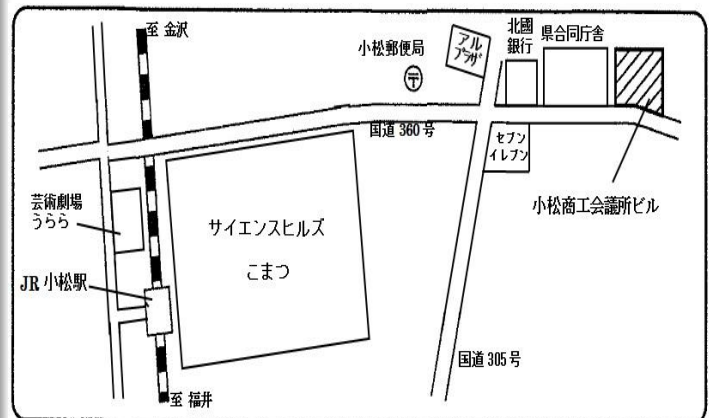 至 金沢
小松郵便局
〒
アル
プラザ
北國
銀行
県合同庁舎
国道 360 号
セブン
イレブン
小松商工会議所ビル
芸術劇場
うらら
サイエンスヒルズ
こまつ
JR 小松駅
国道 305 号
至 福井